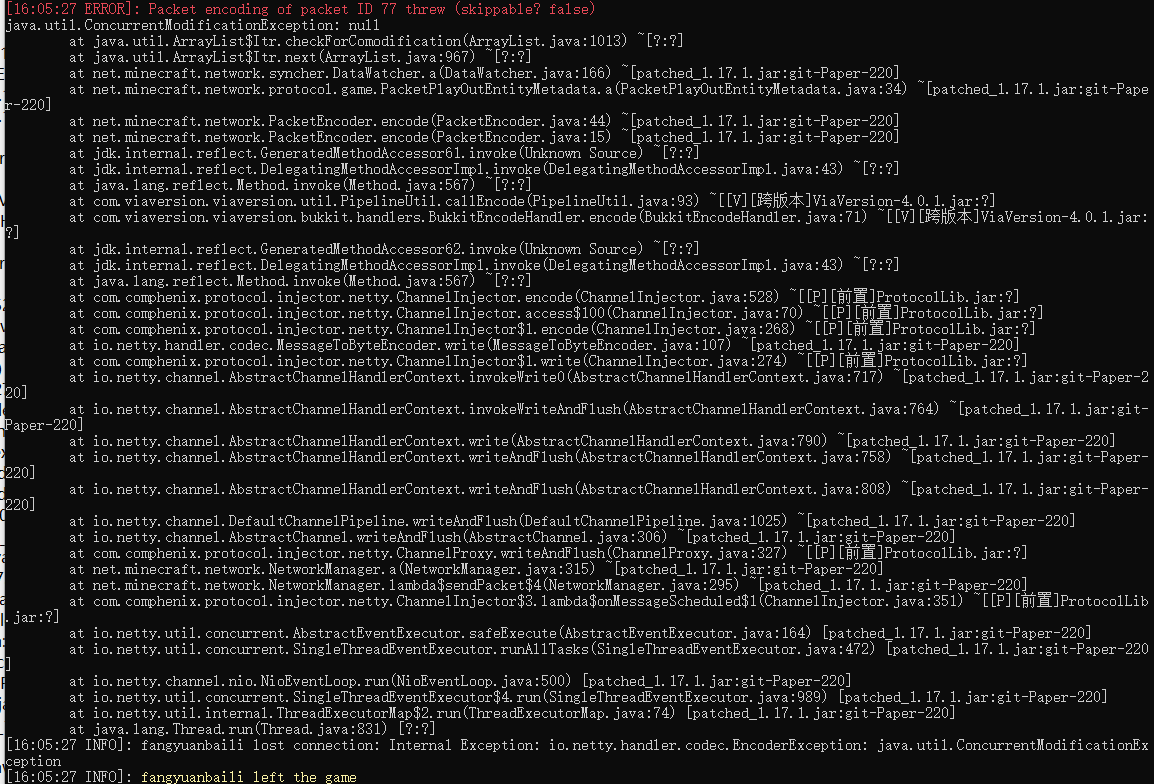 [16:05:27 ERROR]: Packet encoding of packet ID 77 threw (skippable? false)
java.util.ConcurrentModificationException: null
at java.util.ArrayList$Itr.checkForComodification(ArrayList.java:1013) ~[?:?]
at java.util.ArrayList$Itr.next(ArrayList.java:967) ~[?:?]
at net.minecraft.network.syncher.DataWatcher.a(DataWatcher.java:166) ~[patched_1.17.1.jar:git-Paper-220]
at net.minecraft.network.protocol.game.PacketPlayOutEntityMetadata.a(PacketPlayOutEntityMetadata.java:34) ~[patched_1.17.1.jar:git-Pape
r-220]
at net.minecraft.network.PacketEncoder.encode(PacketEncoder.java:44) ~[patched_1.17.1.jar:git-Paper-220]
at net.minecraft.network.PacketEncoder.encode(PacketEncoder.java:15) ~[patched_1.17.1.jar:git-Paper-220]
at jdk.internal.reflect.GeneratedMethodAccessor61.invoke(Unknown Source) ~[?:?]
at jdk.internal.reflect.DelegatingMethodAccessorImpl.invoke(DelegatingMethodAccessorImpl.java:43) ~[?:?]
at java.lang.reflect.Method.invoke(Method.java:567) ~[?:?]
at com.viaversion.viaversion.util.PipelineUtil.callEncode(PipelineUtil.java:93) ~[[V][跨版本]ViaVersion-4.0.1.jar:?]
at com.viaversion.viaversion.bukkit.handlers.BukkitEncodeHandler.encode(BukkitEncodeHandler.java:71) ~[[V][跨版本]ViaVersion-4.0.1.jar:
?]
at jdk.internal.reflect.GeneratedMethodAccessor62.invoke(Unknown Source) ~[?:?]
at jdk.internal.reflect.DelegatingMethodAccessorImpl.invoke(DelegatingMethodAccessorImpl.java:43) ~[?:?]
at java.lang.reflect.Method.invoke(Method.java:567) ~[?:?]
at com.comphenix.protocol.injector.netty.ChannelInjector.encode(ChannelInjector.java:528) ~[[P][前置]ProtocolLib.jar:?]
at com.comphenix.protocol.injector.netty.ChannelInjector.access$100(ChannelInjector.java:70) ~[[P][前置]ProtocolLib.jar:?]
at com.comphenix.protocol.injector.netty.ChannelInjector$1.encode(ChannelInjector.java:268) ~[[P][前置]ProtocolLib.jar:?]
at io.netty.handler.codec.MessageToByteEncoder.write(MessageToByteEncoder.java:107) ~[patched_1.17.1.jar:git-Paper-220]
at com.comphenix.protocol.injector.netty.ChannelInjector$1.write(ChannelInjector.java:274) ~[[P][前置]ProtocolLib.jar:?]
at io.netty.channel.AbstractChannelHandlerContext.invokeWrite0(AbstractChannelHandlerContext.java:717) ~[patched_1.17.1.jar:git-Paper-2
20]
at io.netty.channel.AbstractChannelHandlerContext.invokeWriteAndFlush(AbstractChannelHandlerContext.java:764) ~[patched_1.17.1.jar:git-
Paper-220]
at io.netty.channel.AbstractChannelHandlerContext.write(AbstractChannelHandlerContext.java:790) ~[patched_1.17.1.jar:git-Paper-220]
at io.netty.channel.AbstractChannelHandlerContext.writeAndFlush(AbstractChannelHandlerContext.java:758) ~[patched_1.17.1.jar:git-Paper-
220]
at io.netty.channel.AbstractChannelHandlerContext.writeAndFlush(AbstractChannelHandlerContext.java:808) ~[patched_1.17.1.jar:git-Paper-
220]
at io.netty.channel.DefaultChannelPipeline.writeAndFlush(DefaultChannelPipeline.java:1025) ~[patched_1.17.1.jar:git-Paper-220]
at io.netty.channel.AbstractChannel.writeAndFlush(AbstractChannel.java:306) ~[patched_1.17.1.jar:git-Paper-220]
at com.comphenix.protocol.injector.netty.ChannelProxy.writeAndFlush(ChannelProxy.java:327) ~[[P][前置]ProtocolLib.jar:?]
at net.minecraft.network.NetworkManager.a(NetworkManager.java:315) ~[patched_1.17.1.jar:git-Paper-220]
at net.minecraft.network.NetworkManager.lambda$sendPacket$4(NetworkManager.java:295) ~[patched_1.17.1.jar:git-Paper-220]
at com.comphenix.protocol.injector.netty.ChannelInjector$3.lambda$onMessageScheduled$1(ChannelInjector.java:351) ~[[P][前置]ProtocolLib
.jar:?]
at io.netty.util.concurrent.AbstractEventExecutor.safeExecute(AbstractEventExecutor.java:164) [patched_1.17.1.jar:git-Paper-220]
at io.netty.util.concurrent.SingleThreadEventExecutor.runAllTasks(SingleThreadEventExecutor.java:472) [patched_1.17.1.jar:git-Paper-220
]
at io.netty.channel.nio.NioEventLoop.run(NioEventLoop.java:500) [patched_1.17.1.jar:git-Paper-220]
at io.netty.util.concurrent.SingleThreadEventExecutor$4.run(SingleThreadEventExecutor.java:989) [patched_1.17.1.jar:git-Paper-220]
at io.netty.util.internal.ThreadExecutorMap$2.run(ThreadExecutorMap.java:74) [patched_1.17.1.jar:git-Paper-220]
at java.lang.Thread.run(Thread.java:831) [?:?]
[16:05:27 INFO]: fangyuanbaili lost connection: Internal Exception: io.netty.handler.codec.EncoderException: java.util.ConcurrentModificationEx
ception
[16:05:27 INFO]: fangyuanbaili left the game